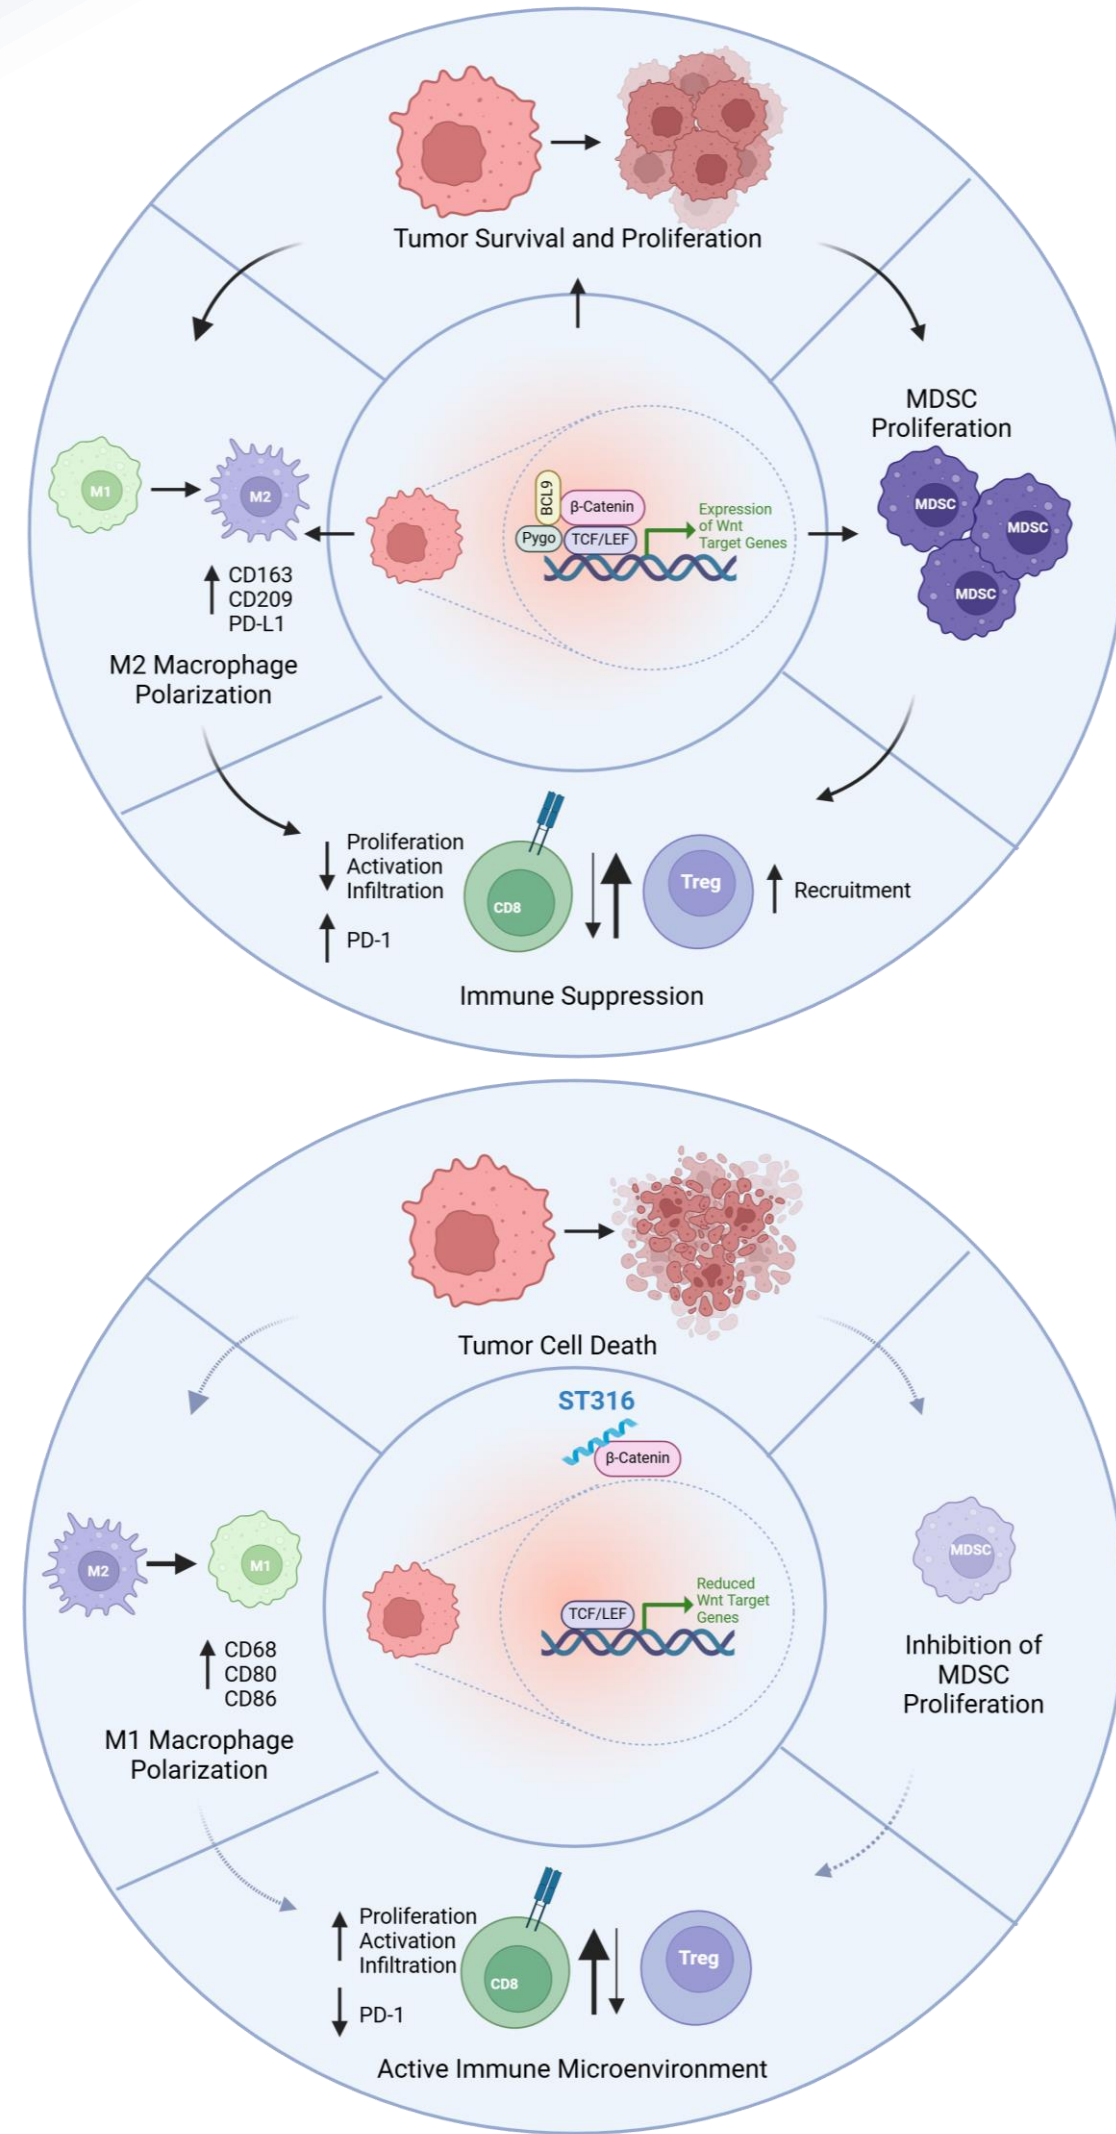 Tumor Survival and Proliferation
MDSC
Proliferation
MDSC
MDSC
MDSC
M1
M2
CD163
CD209
PD-L1
M2 Macrophage
Polarization
BCL9
β-Catenin
Pygo
TCF/LEF
Expression
of Wnt
Target Genes
Proliferation
Activation
Infiltration
PD-1
CD8
Treg
Recruitment
Immune Suppression
Tumor Cell Death
ST316
β-Catenin
TCF/LEF
Reduced
Wnt Target
Genes
M2
M1
CD68
CD80
CD86
M1 Macrophage
Polarization
MDSC
Inhibition of
MDSC
Proliferation
Proliferation
Activation
Infiltration
PD-1
CD8
Treg
Active Immune Microenvironment